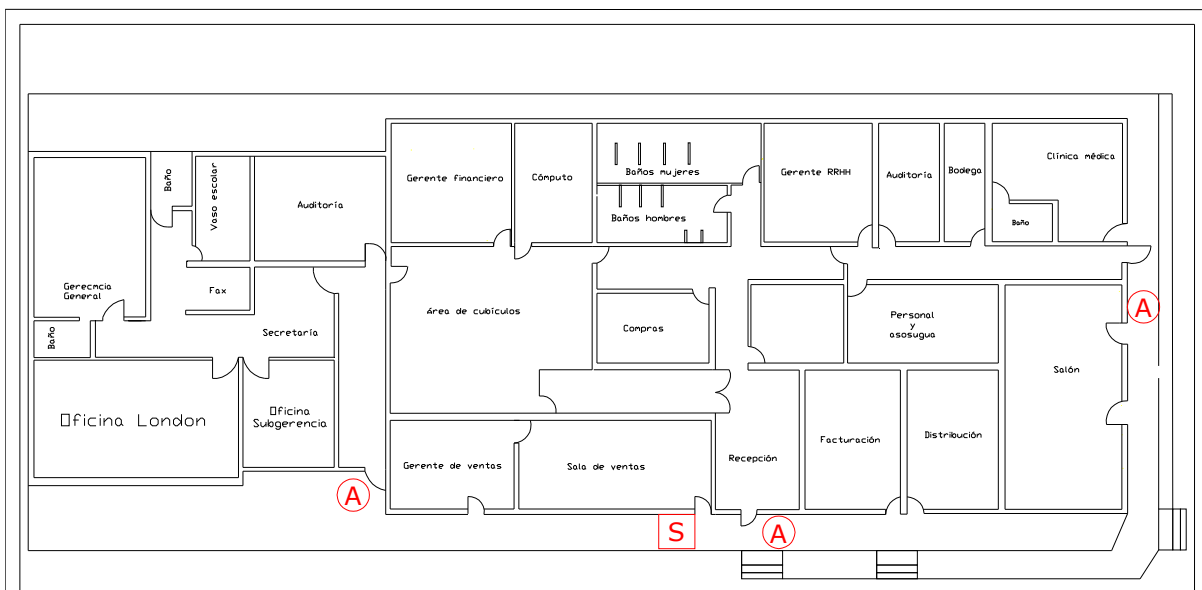 Gerente financiero
Cómputo
Baños mujeres
Gerente RRHH
Auditoría
Bodega
Clínica médica
Baño
Vaso escolar
Auditoría
Baños hombres
Baño
Gerecmcia
General
Fax
Área de cubículos
Secretaría
Compras
Personal
y
asosugua
A
Baño
Salón
Oficina London
Oficina
Subgerencia
Gerente de ventas
Sala de ventas
Recepción
Facturación
Distribución
A
S
A